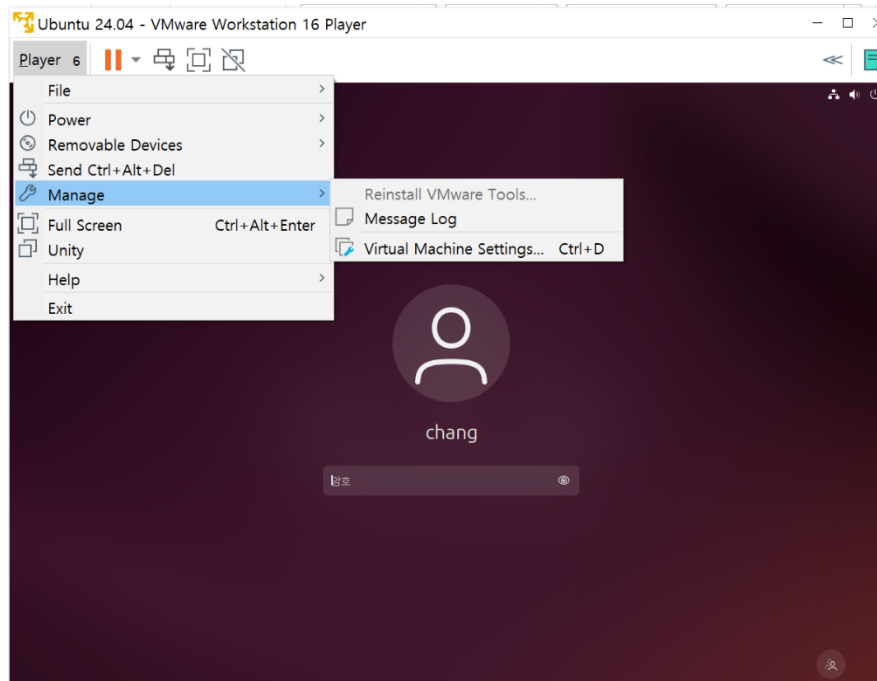 Ubuntu 24.04 - VMware Workstation 16 Player
Player 6
File
Power
Removable Devices
Send Ctrl+Alt+Del
Manage
Reinstall VMware Tools...
Message Log
Full Screen Ctrl+Alt+Enter
Unity
Virtual Machine Settings... Ctrl+D
Help
Exit
chang
암호